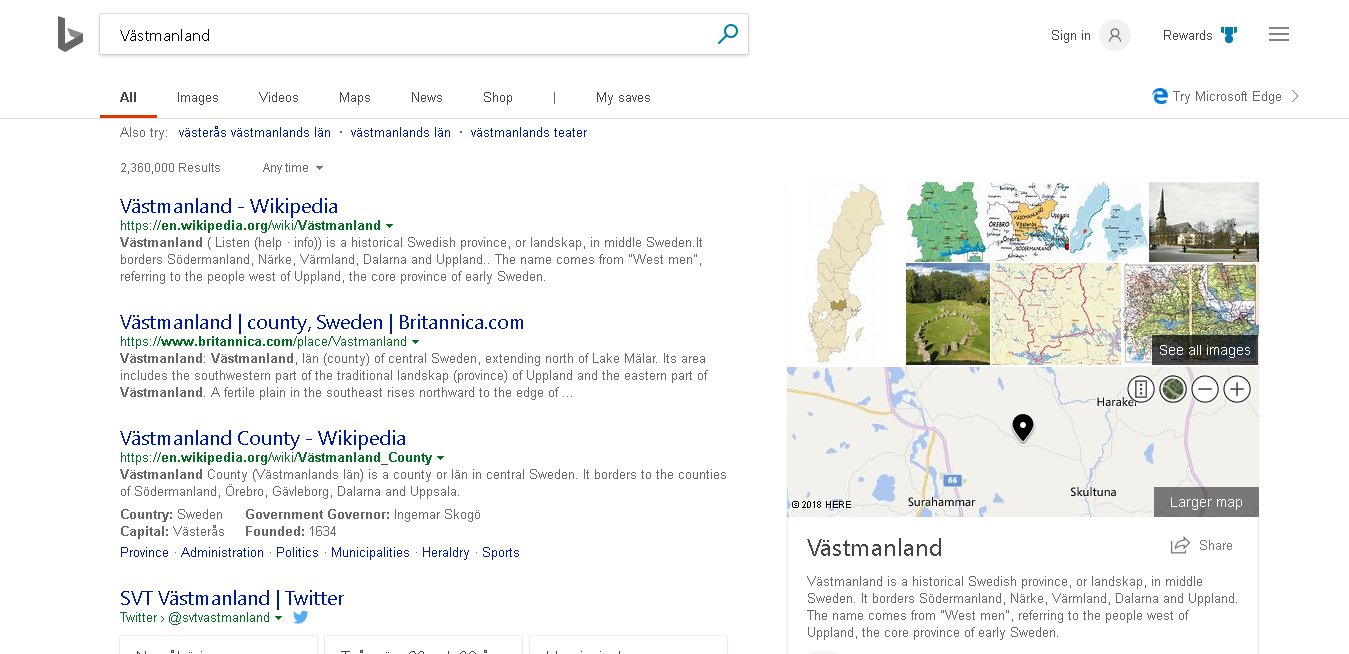 Västmanland
Sign in
Rewards
All
Images
Videos
Maps
News
Shop
|
My saves
Try Microsoft Edge
Also try: västerås västmanlands län · västmanlands län · västmanlands teater
2,360,000 Results
Any time
Västmanland - Wikipedia
https://en.wikipedia.org/wiki/Västmanland
Västmanland ( Listen (help · info)) is a historical Swedish province, or landskap, in middle Sweden.It
borders Södermanland, Närke, Värmland, Dalarna and Uppland.. The name comes from "West men",
referring to the people west of Uppland, the core province of early Sweden.
Västmanland | county, Sweden | Britannica.com
https://www.britannica.com/place/Vastmanland
Västmanland: Västmanland, län (county) of central Sweden, extending north of Lake Mälar. Its area
includes the southwestern part of the traditional landskap (province) of Uppland and the eastern part of
Västmanland. A fertile plain in the southeast rises northward to the edge of ...
Västmanland County - Wikipedia
https://en.wikipedia.org/wiki/Västmanland_County
Västmanland County (Västmanlands län) is a county or län in central Sweden. It borders to the counties
of Södermanland, Örebro, Gävleborg, Dalarna and Uppsala.
Country: Sweden Government Governor: Ingemar Skogö
Capital: Västerås Founded: 1634
Province · Administration · Politics · Municipalities · Heraldry · Sports
SVT Västmanland | Twitter
Twitter › @svtvastmanland
VÄSTMANLAND
Uppsala
Västerås
ÖREBRO
Örebro
SÖDERMANLAND
See all images
Haraker
66
Skultuna
Surahammar
© 2018 HERE
Larger map
Västmanland
Share
Västmanland is a historical Swedish province, or landskap, in middle
Sweden. It borders Södermanland, Närke, Värmland, Dalarna and Uppland.
The name comes from "West men", referring to the people west of
Uppland, the core province of early Sweden.